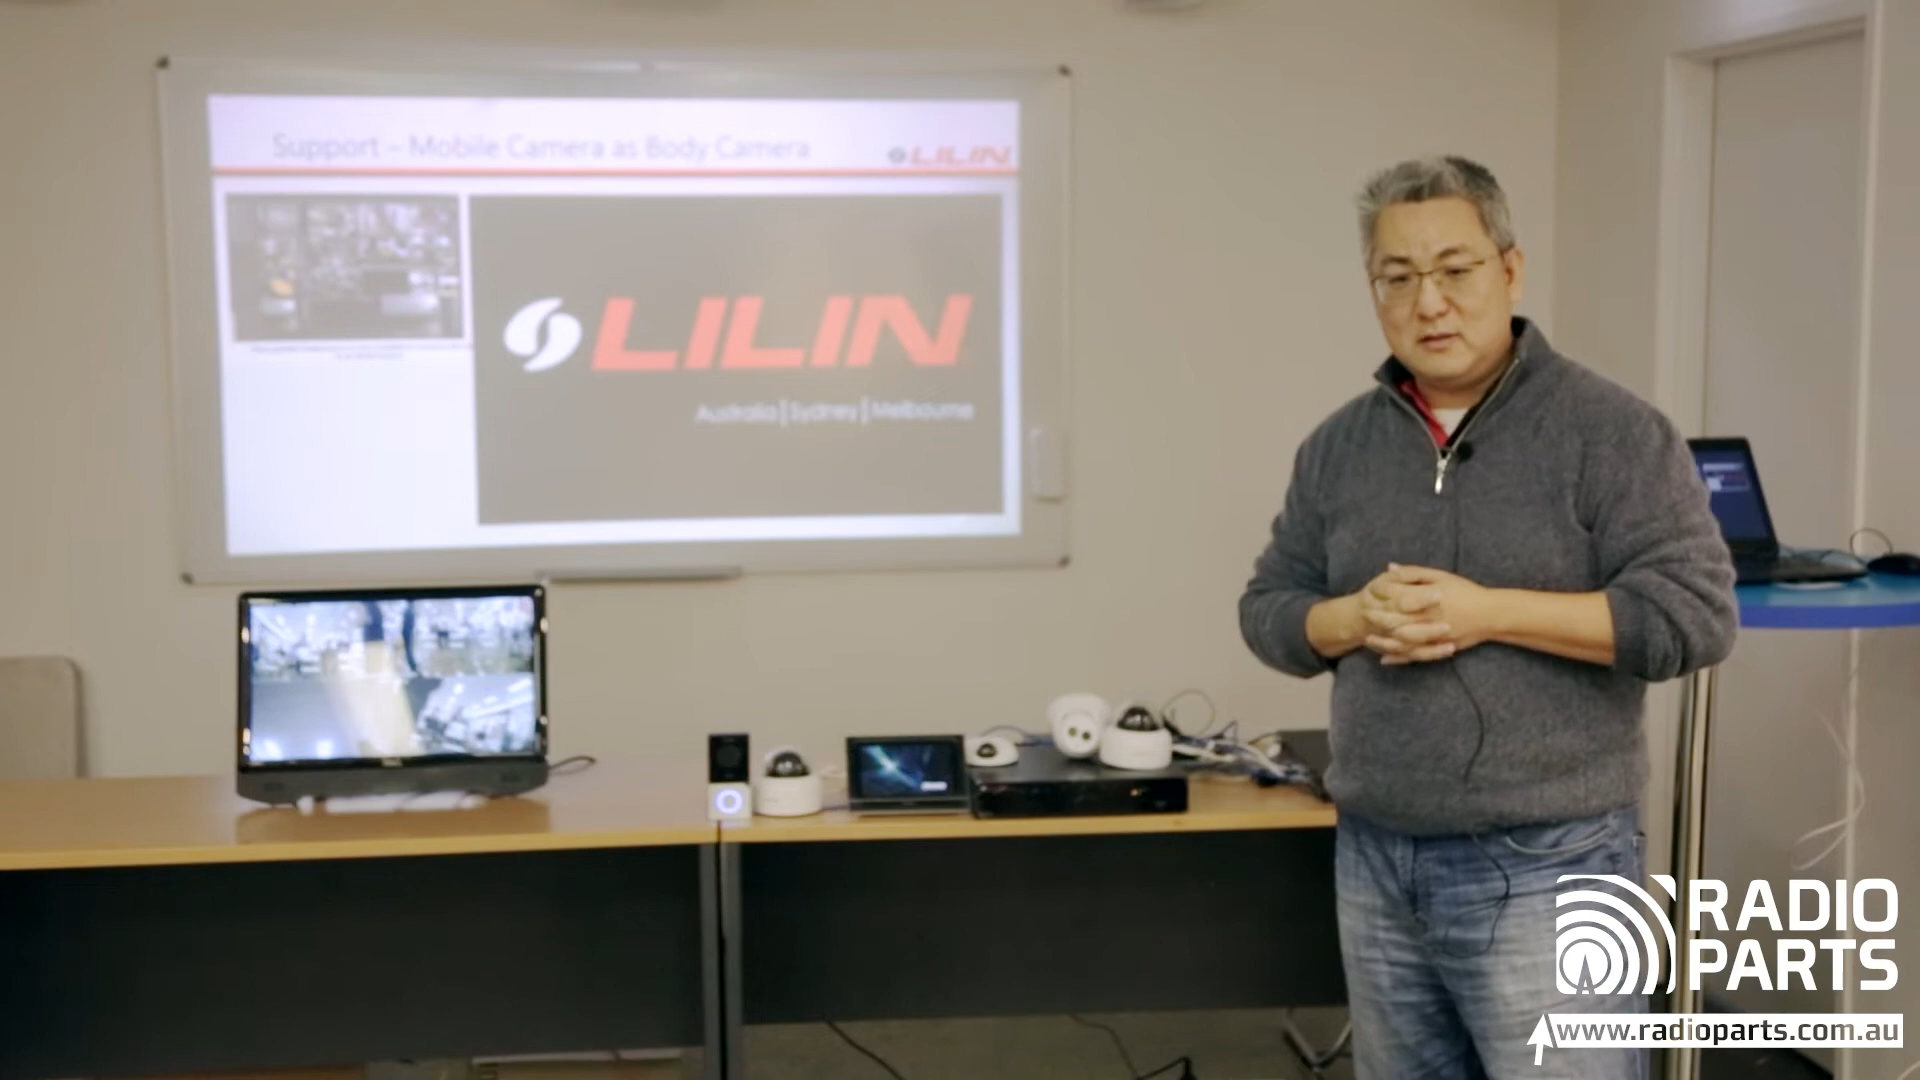 Support – Mobile Camera as Body Camera
LILIN
LILIN
Australia|Sydney|Melbourne
RADIO
PARTS
www.radioparts.com.au